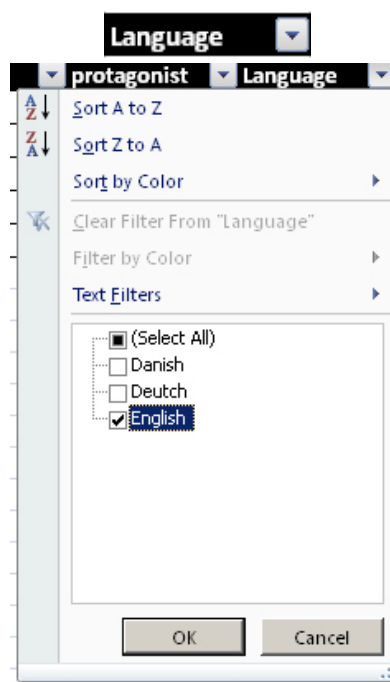 Language
protagonist Language
Sort A to Z
Sort Z to A
Sort by Color
Clear Filter From "Language"
Filter by Color
Text Filters
(Select All)
Danish
Deutch
English
OK Cancel